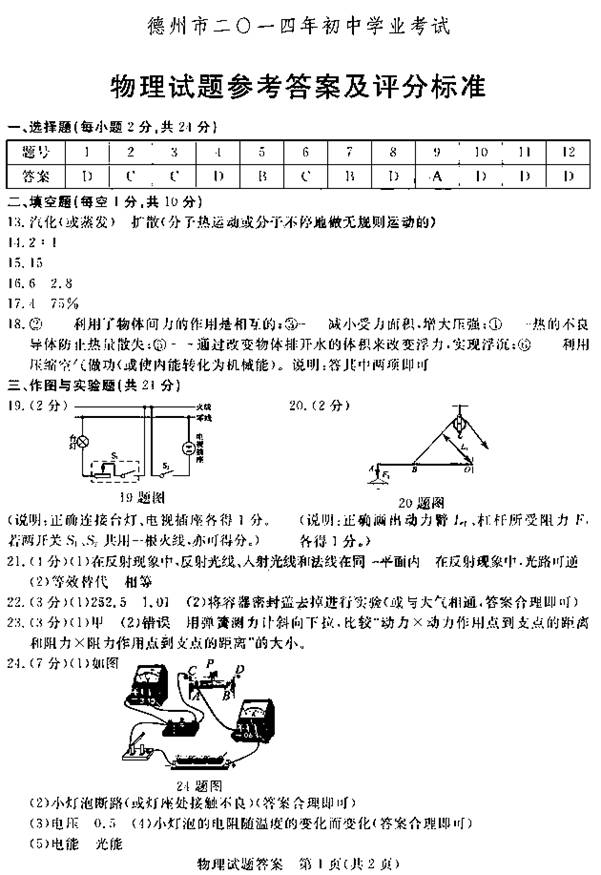 德州市二〇一四年初中学业考试
物理试题参考答案及评分标准
一、选择题(每小题2分,共24分)
题号 1 2 3 4 5 6 7 8 9 10 11 12
答案 D C C D B C B D A D D D
二、填空题(每空1分,共10分)
13.汽化(或蒸发) 扩散(分子热运动或分子不停地做无规则运动的)
14.2:1
15.15
16.6 2.8
17.4 75%
18.② 利用了物体间力的作用是相互的;③- 减小受力面积,增大压强;④ -热的不良
导体防止热量散失;⑤--通过改变物体排开水的体积来改变浮力,实现浮沉;⑥ 利用
压缩空气做功(或使内能转化为机械能)。说明:答其中两项即可
三、作图与实验题(共21分)
19.(2分)
火线
零线
台灯
电视插座
S₁
S₂
19题图
20.(2分)
A
B
O
20题图
(说明:正确连接台灯、电视插座各得1分。
若两开关S₁、S₂共用一根火线,亦可得分。)
(说明:正确画出动力臂L₁、杠杆所受阻力F₂
各得1分。)
21.(4分)(1)在反射现象中,反射光线、入射光线和法线在同一平面内 在反射现象中,光路可逆
(2)等效替代 相等
22.(3分)(1)252.5 1.01 (2)将容器密封盖去掉进行实验(或与大气相通,答案合理即可)
23.(3分)(1)甲 (2)错误 用弹簧测力计斜向下拉,比较“动力×动力作用点到支点的距离
和阻力×阻力作用点到支点的距离”的大小。
24.(7分)(1)如图
C P D
A B
24题图
(2)小灯泡断路(或灯座处接触不良)(答案合理即可)
(3)电压 0.5 (4)小灯泡的电阻随温度的变化而变化(答案合理即可)
(5)电能 光能
物理试题答案 第1页(共2页)